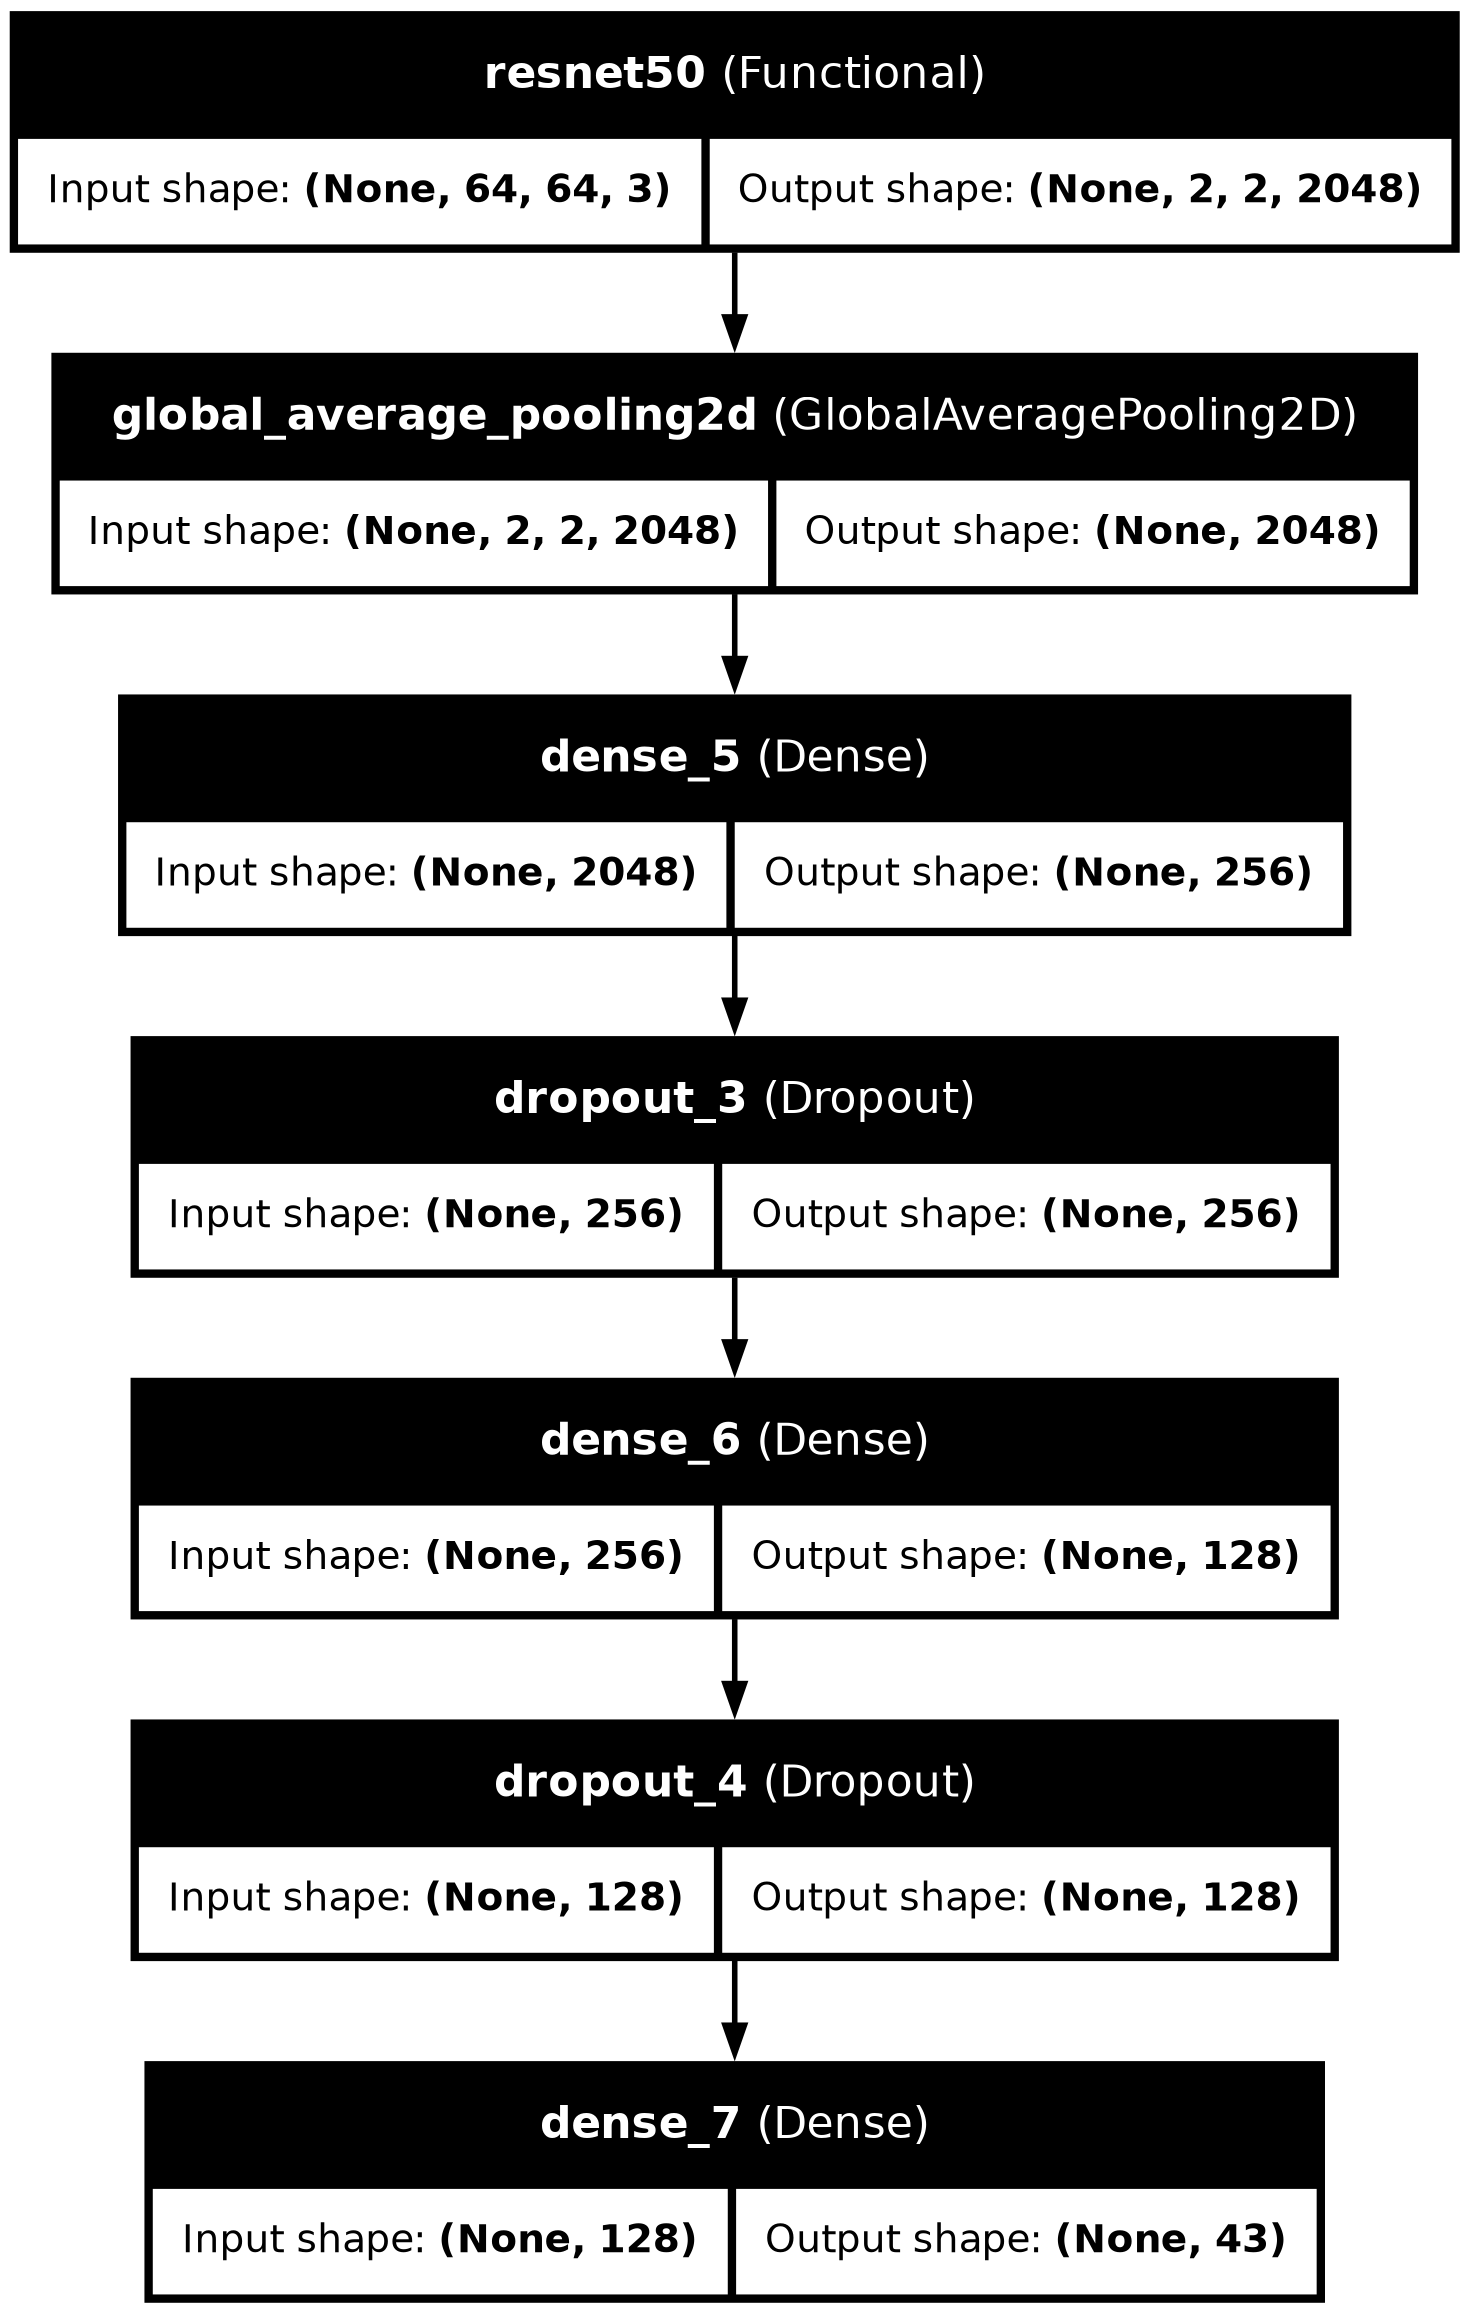 resnet50 (Functional)
Input shape: (None, 64, 64, 3) Output shape: (None, 2, 2, 2048)
global_average_pooling2d (GlobalAveragePooling2D)
Input shape: (None, 2, 2, 2048) Output shape: (None, 2048)
dense_5 (Dense)
Input shape: (None, 2048) Output shape: (None, 256)
dropout_3 (Dropout)
Input shape: (None, 256) Output shape: (None, 256)
dense_6 (Dense)
Input shape: (None, 256) Output shape: (None, 128)
dropout_4 (Dropout)
Input shape: (None, 128) Output shape: (None, 128)
dense_7 (Dense)
Input shape: (None, 128) Output shape: (None, 43)